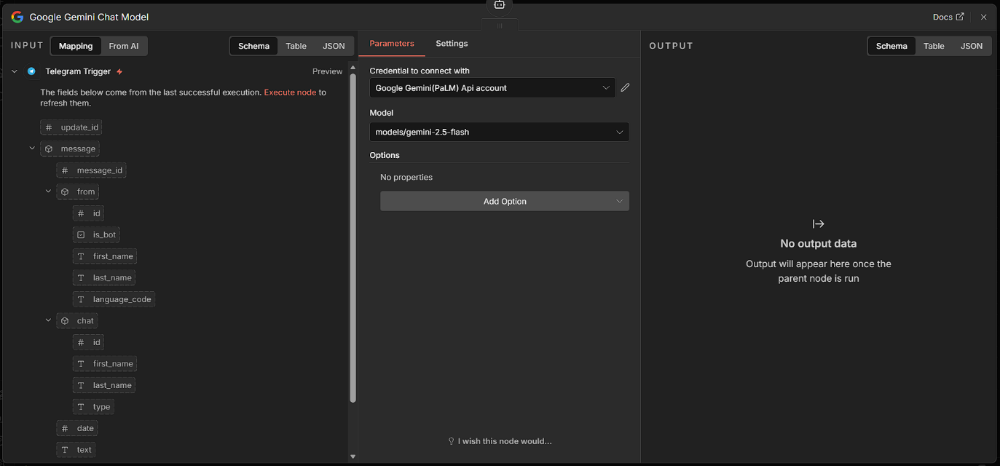 Google Gemini Chat Model
Docs
INPUT
Mapping
From AI
Schema
Table
JSON
Telegram Trigger
Preview
The fields below come from the last successful execution. Execute node to
refresh them.
# update_id
message
# message_id
from
# id
is_bot
T first_name
T last_name
T language_code
chat
# id
T first_name
T last_name
T type
# date
T text
Parameters
Settings
Credential to connect with
Google Gemini(PaLM) Api account
Model
models/gemini-2.5-flash
Options
No properties
Add Option
I wish this node would...
OUTPUT
Schema
Table
JSON
No output data
Output will appear here once the
parent node is run